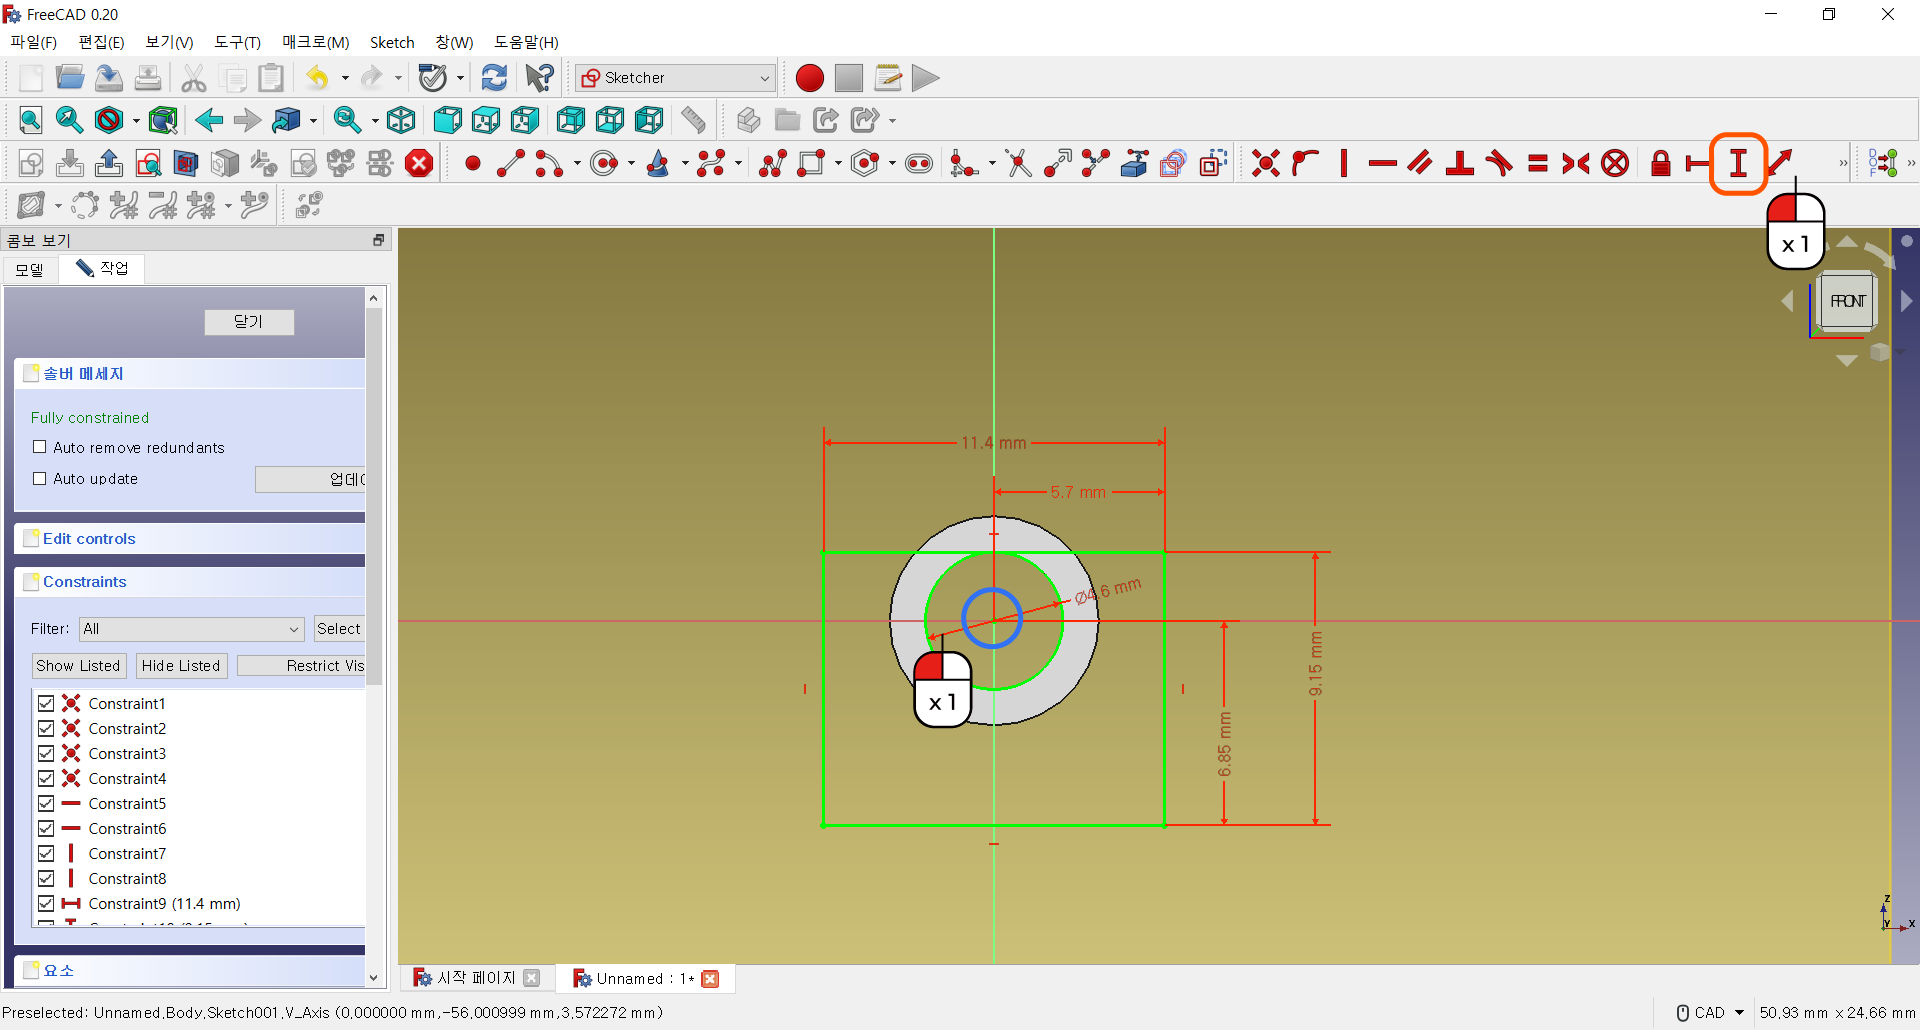 FreeCAD 0.20
파일(F) 편집(E) 보기(V) 도구(T) 매크로(M) Sketch 창(W) 도움말(H)
Sketcher
DOF
x 1
콤보 보기
모델 작업
FRONT
닫기
솔버 메세지
Fully constrained
Auto remove redundants
11.4 mm
Auto update
5.7 mm
Edit controls
Constraints
Ø4.6 mm
Filter: All Select
Show Listed Hide Listed Restrict Vis
9.15 mm
x 1
6.85 mm
Constraint1
Constraint2
Constraint3
Constraint4
Constraint5
Constraint6
Constraint7
Constraint8
Constraint9 (11.4 mm)
Z
Y X
요소
시작 페이지 Unnamed : 1*
Preselected: Unnamed.Body.Sketch001.V_Axis (0.000000 mm,-56.000999 mm,3.572272 mm) CAD 50.93 mm x 24.66 mm